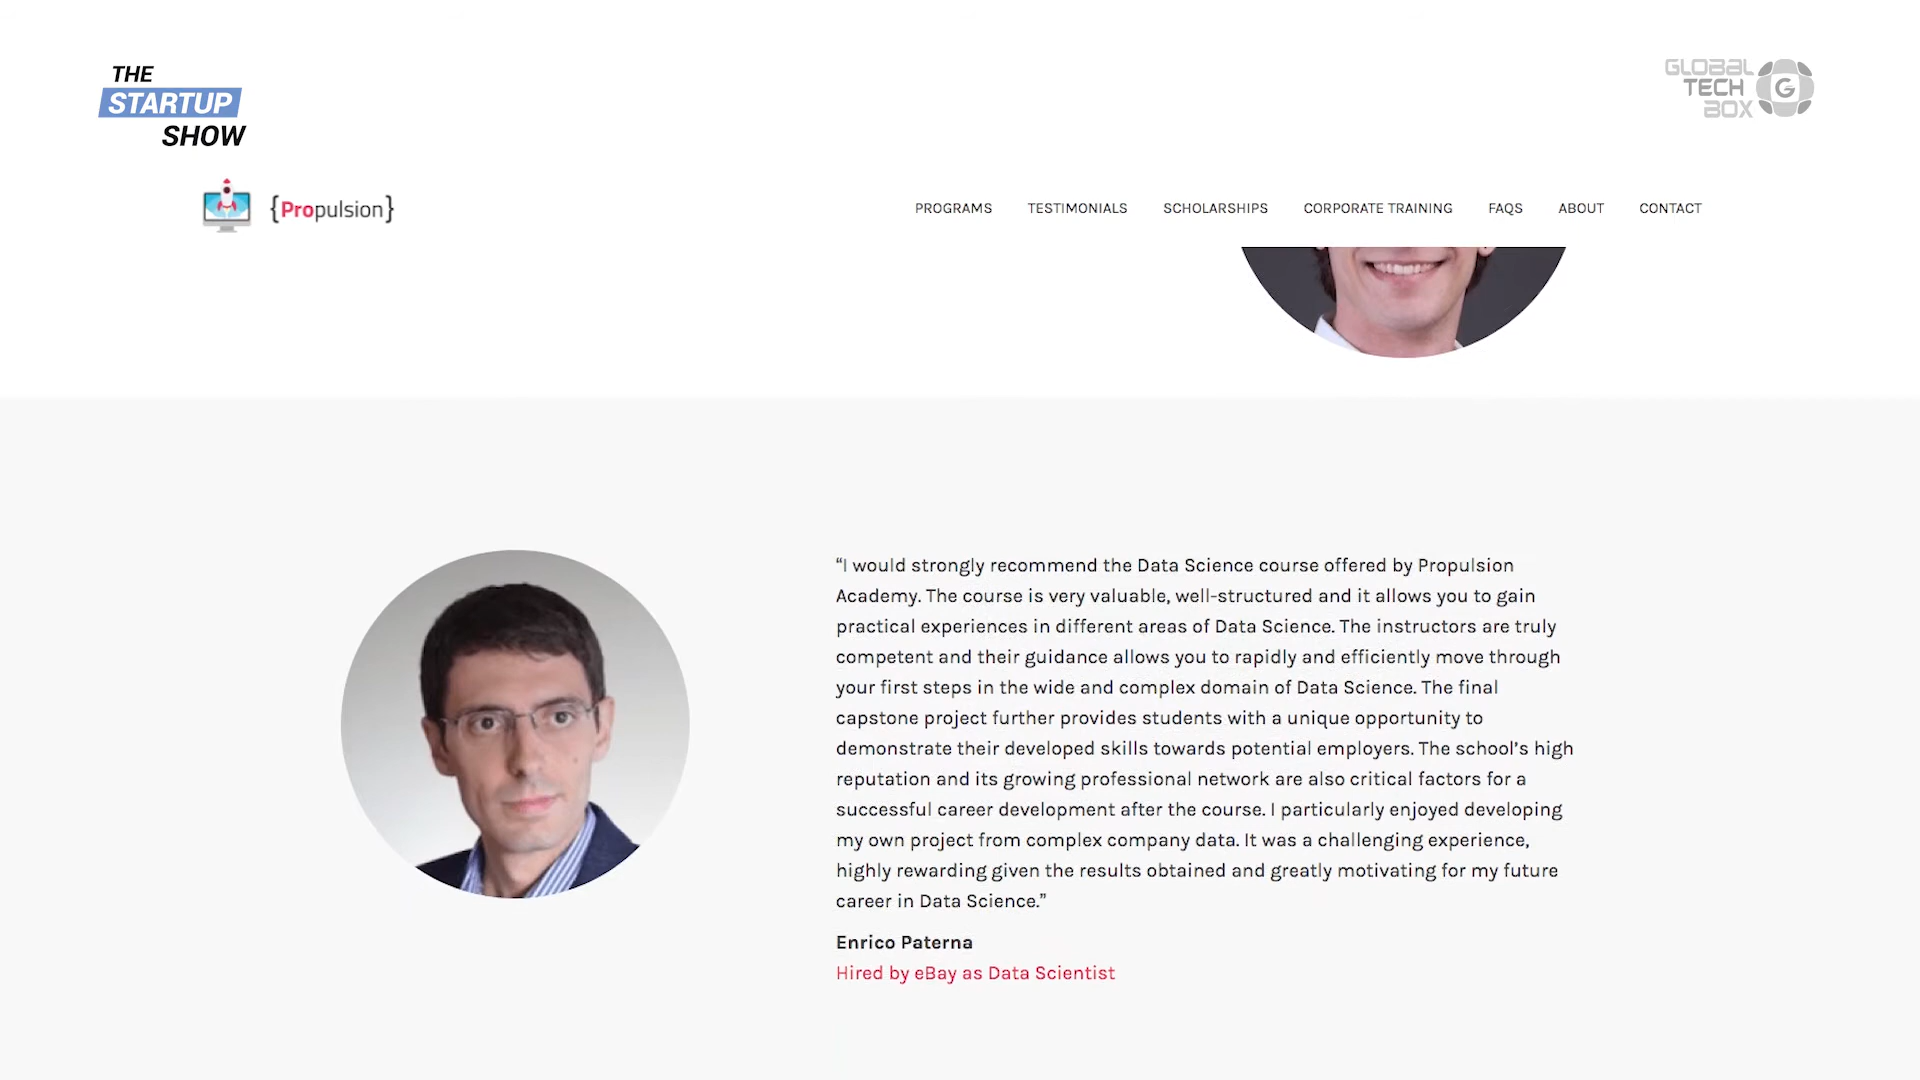 THE
STARTUP
SHOW
GLOBAL
TECH
BOX
G
{Propulsion}
PROGRAMS TESTIMONIALS SCHOLARSHIPS CORPORATE TRAINING FAQS ABOUT CONTACT
“I would strongly recommend the Data Science course offered by Propulsion
Academy. The course is very valuable, well-structured and it allows you to gain
practical experiences in different areas of Data Science. The instructors are truly
competent and their guidance allows you to rapidly and efficiently move through
your first steps in the wide and complex domain of Data Science. The final
capstone project further provides students with a unique opportunity to
demonstrate their developed skills towards potential employers. The school’s high
reputation and its growing professional network are also critical factors for a
successful career development after the course. I particularly enjoyed developing
my own project from complex company data. It was a challenging experience,
highly rewarding given the results obtained and greatly motivating for my future
career in Data Science.”
Enrico Paterna
Hired by eBay as Data Scientist